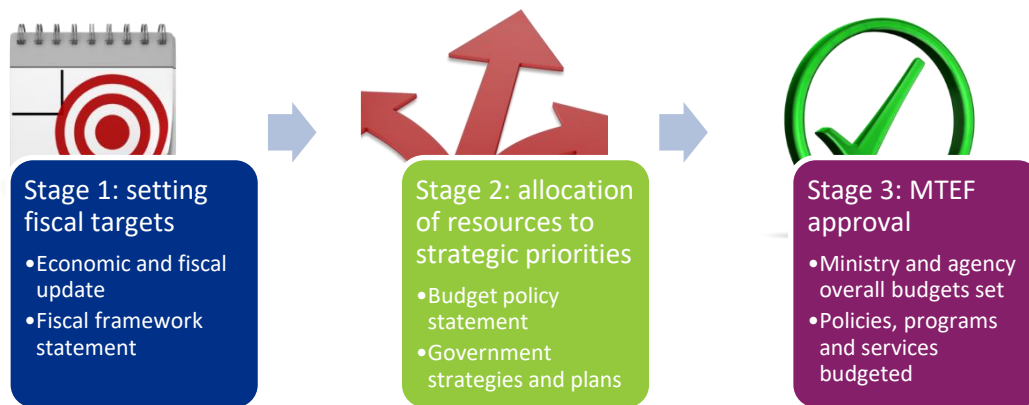 Stage 1: setting
fiscal targets
•Economic and fiscal
update
•Fiscal framework
statement
Stage 2: allocation
of resources to
strategic priorities
•Budget policy
statement
•Government
strategies and plans
Stage 3: MTEF
approval
•Ministry and agency
overall budgets set
•Policies, programs
and services
budgeted